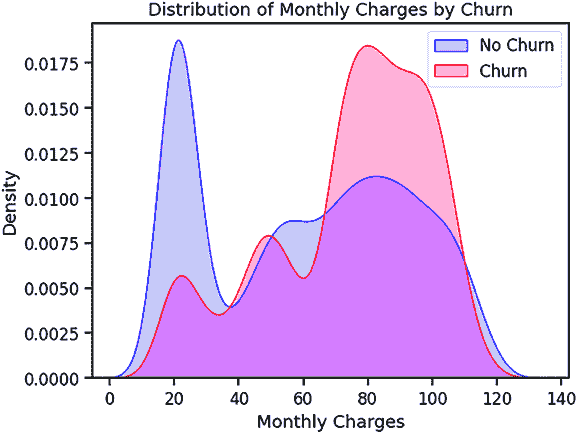 Distribution of Monthly Charges by Churn
No Churn
Churn
0.0175
0.0150
0.0125
0.0100
0.0075
0.0050
0.0025
0.0000
Density
0 20 40 60 80 100 120 140
Monthly Charges